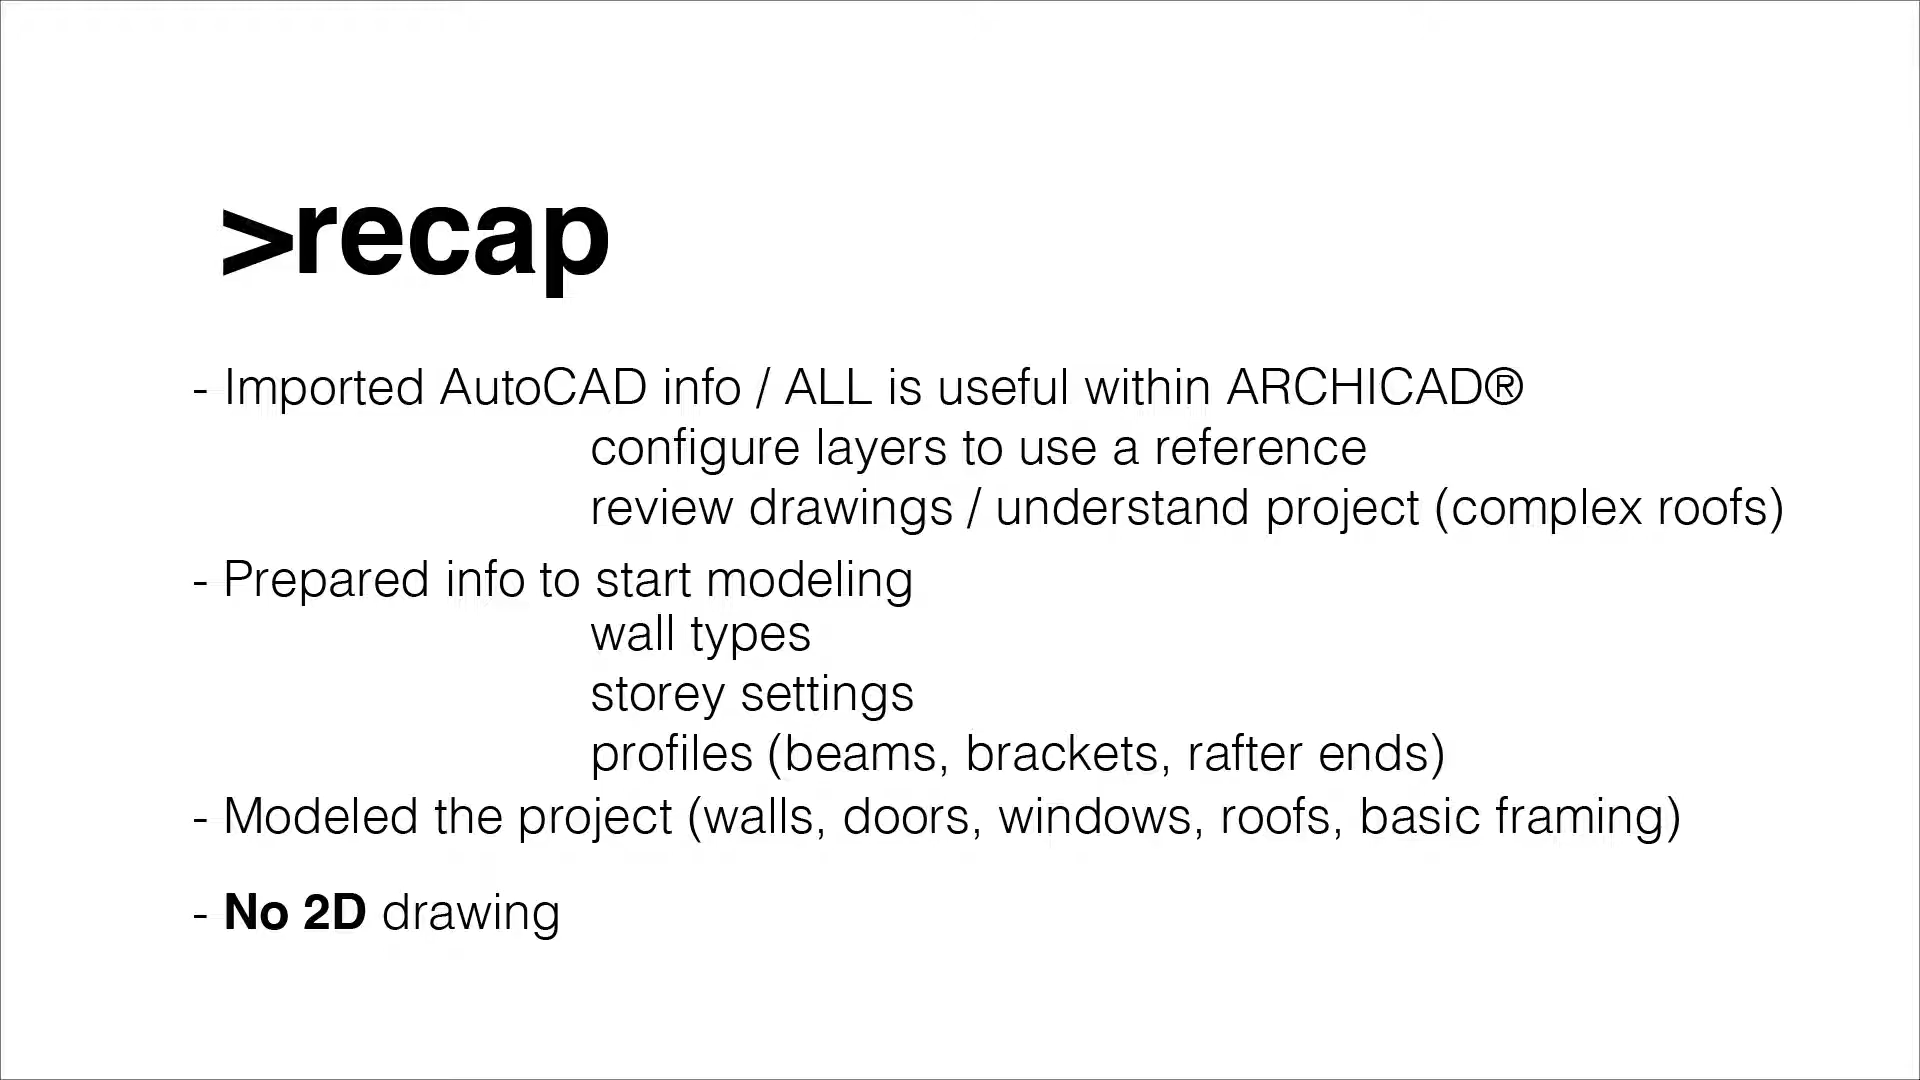 >recap
- Imported AutoCAD info / ALL is useful within ARCHICAD®
configure layers to use a reference
review drawings / understand project (complex roofs)
- Prepared info to start modeling
wall types
storey settings
profiles (beams, brackets, rafter ends)
- Modeled the project (walls, doors, windows, roofs, basic framing)
- No 2D drawing